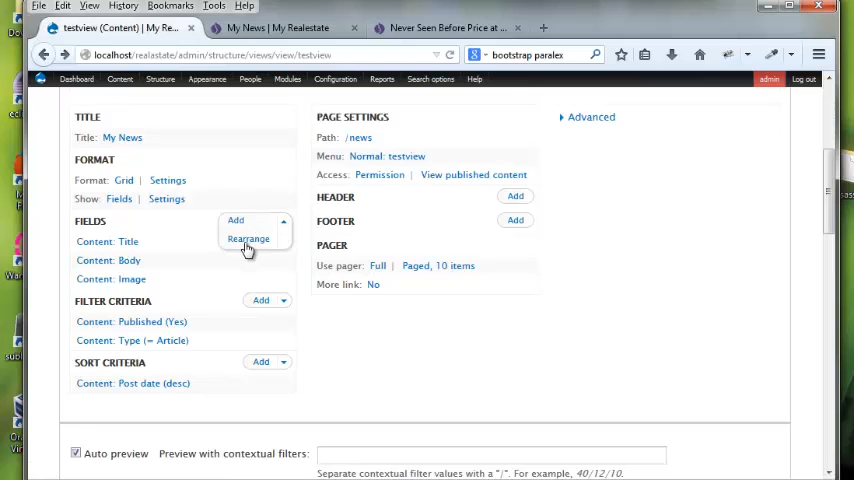 File Edit View History Bookmarks Tools Help
testview (Content) | My Re... × My News | My Realestate × Never Seen Before Price at ... × +
localhost/realastate/admin/structure/views/view/testview bootstrap paralex
Dashboard Content Structure Appearance People Modules Configuration Reports Search options Help admin Log out
TITLE
Title: My News
FORMAT
Format: Grid | Settings
Show: Fields | Settings
FIELDS Add
Rearrange
Content: Title
Content: Body
Content: Image
FILTER CRITERIA Add
Content: Published (Yes)
Content: Type (= Article)
SORT CRITERIA Add
Content: Post date (desc)
PAGE SETTINGS
Path: /news
Menu: Normal: testview
Access: Permission | View published content
HEADER Add
FOOTER Add
PAGER
Use pager: Full | Paged, 10 items
More link: No
Advanced
Auto preview Preview with contextual filters:
Separate contextual filter values with a "/". For example, 40/12/10.